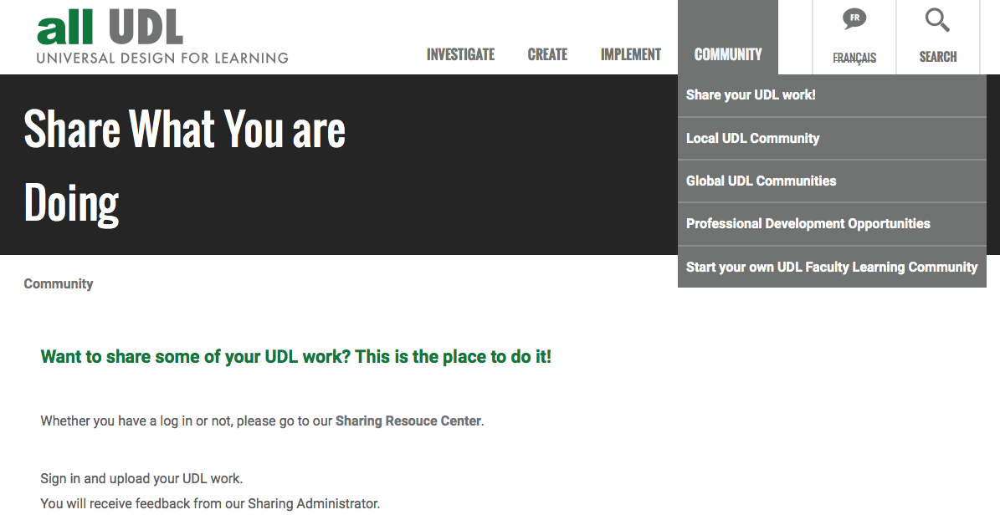 all UDL
UNIVERSAL DESIGN FOR LEARNING
INVESTIGATE
CREATE
IMPLEMENT
COMMUNITY
FR
FRANÇAIS
SEARCH
Share your UDL work!
Local UDL Community
Global UDL Communities
Professional Development Opportunities
Start your own UDL Faculty Learning Community
Share What You are
Doing
Community
Want to share some of your UDL work? This is the place to do it!
Whether you have a log in or not, please go to our Sharing Resouce Center.
Sign in and upload your UDL work.
You will receive feedback from our Sharing Administrator.